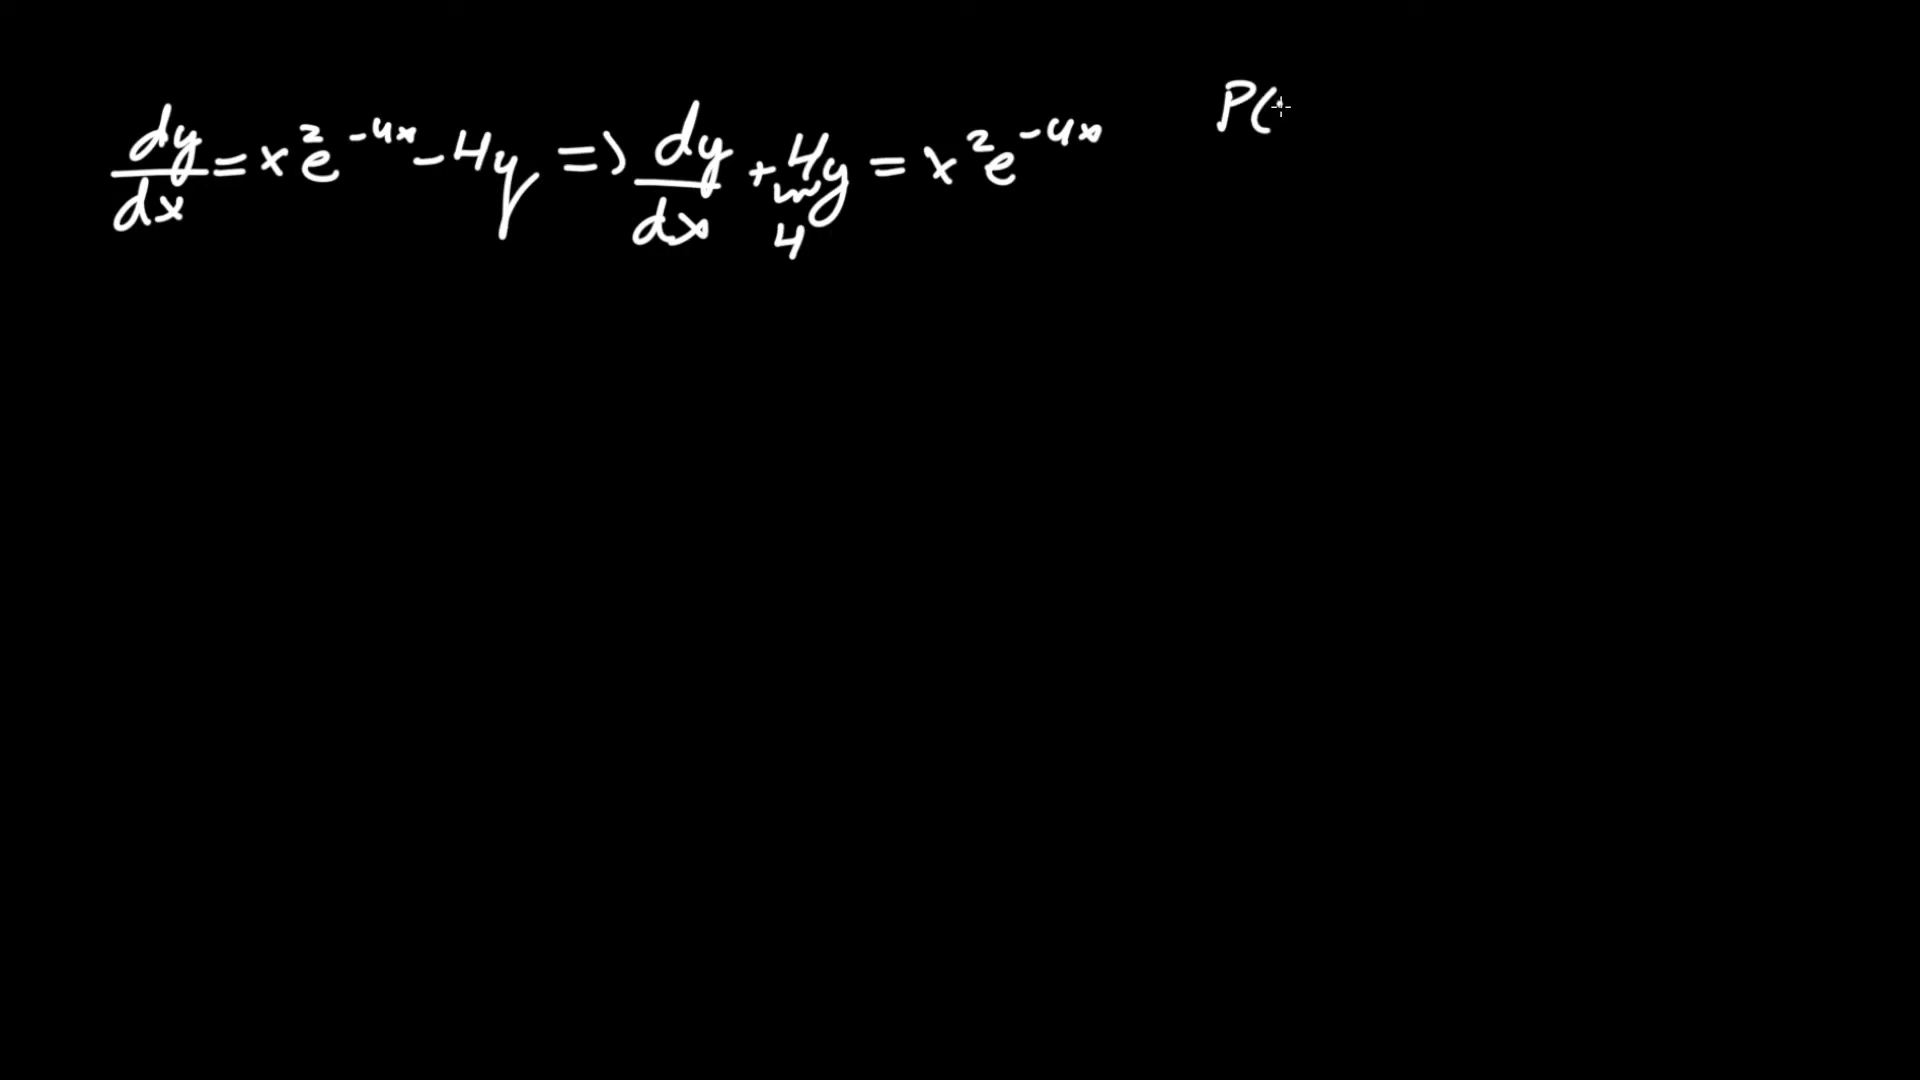 dy/dx = x²e^-4x - 4y => dy/dx + 4y = x²e^-4x P(
4